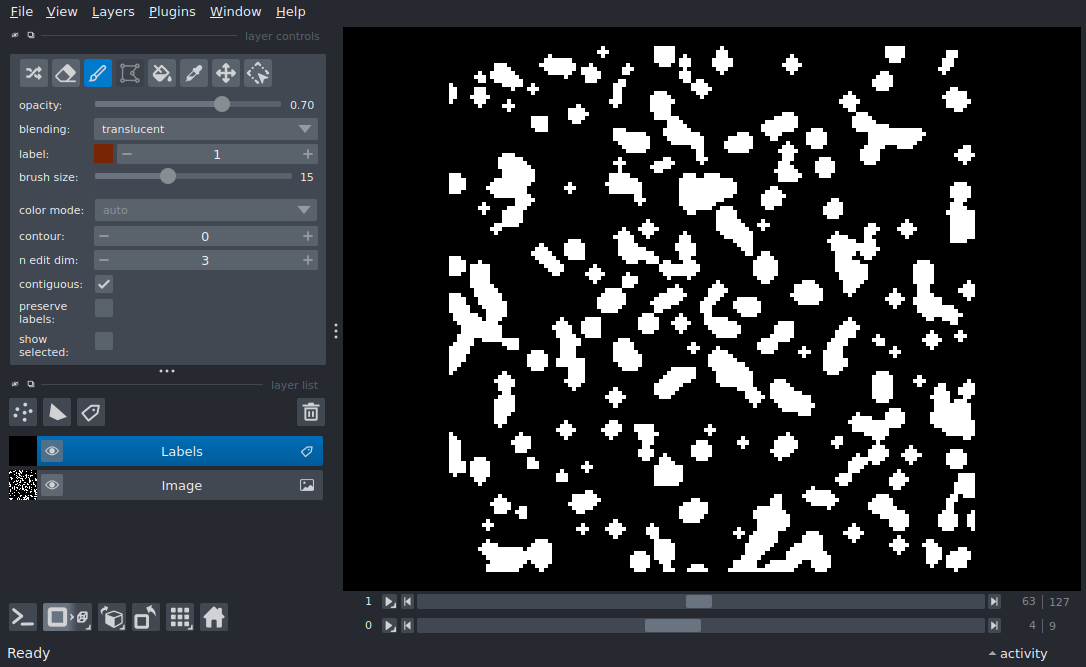 File View Layers Plugins Window Help
layer controls
opacity: 0.70
blending: translucent
label: 1
brush size: 15
color mode: auto
contour: 0
n edit dim: 3
contiguous:
preserve
labels:
show
selected:
layer list
Labels
Image
1 63 | 127
0 4 | 9
Ready activity